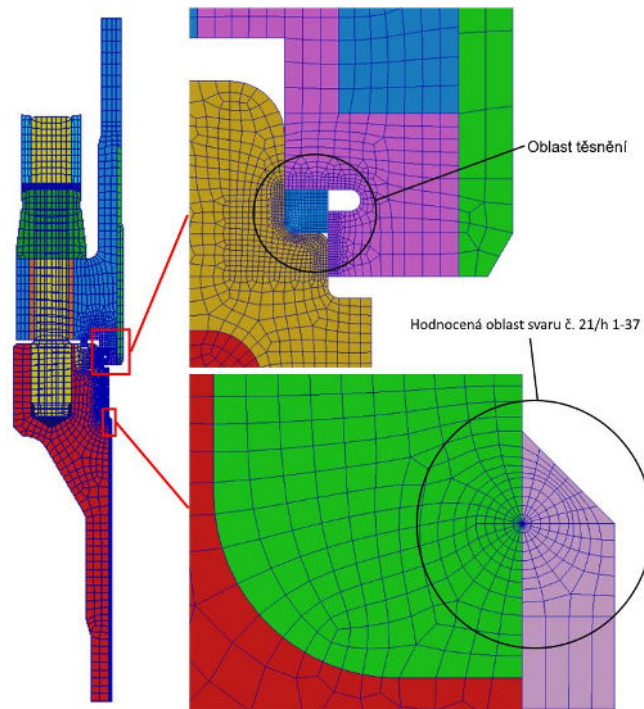 Oblast těsnění
Hodnocená oblast svaru č. 21/h 1-37